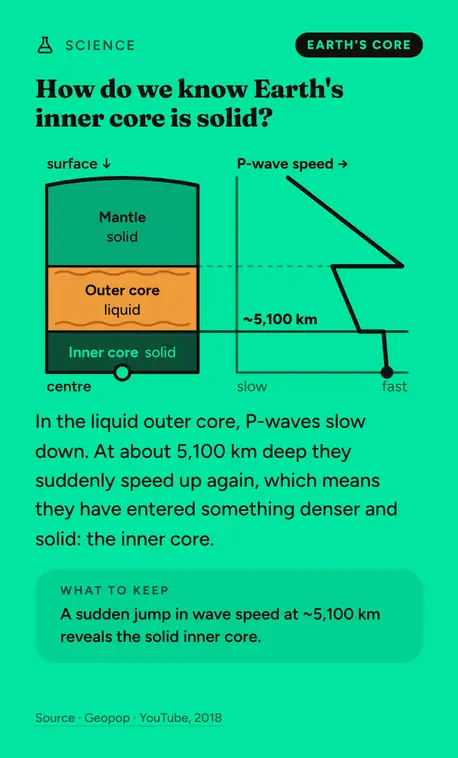 SCIENCE
EARTH'S CORE
How do we know Earth's
inner core is solid?
surface ↓
P-wave speed →
Mantle
solid
Outer core
liquid
~5,100 km
Inner core solid
centre
slow
fast
In the liquid outer core, P-waves slow
down. At about 5,100 km deep they
suddenly speed up again, which means
they have entered something denser and
solid: the inner core.
WHAT TO KEEP
A sudden jump in wave speed at ~5,100 km
reveals the solid inner core.
Source · Geopop · YouTube, 2018